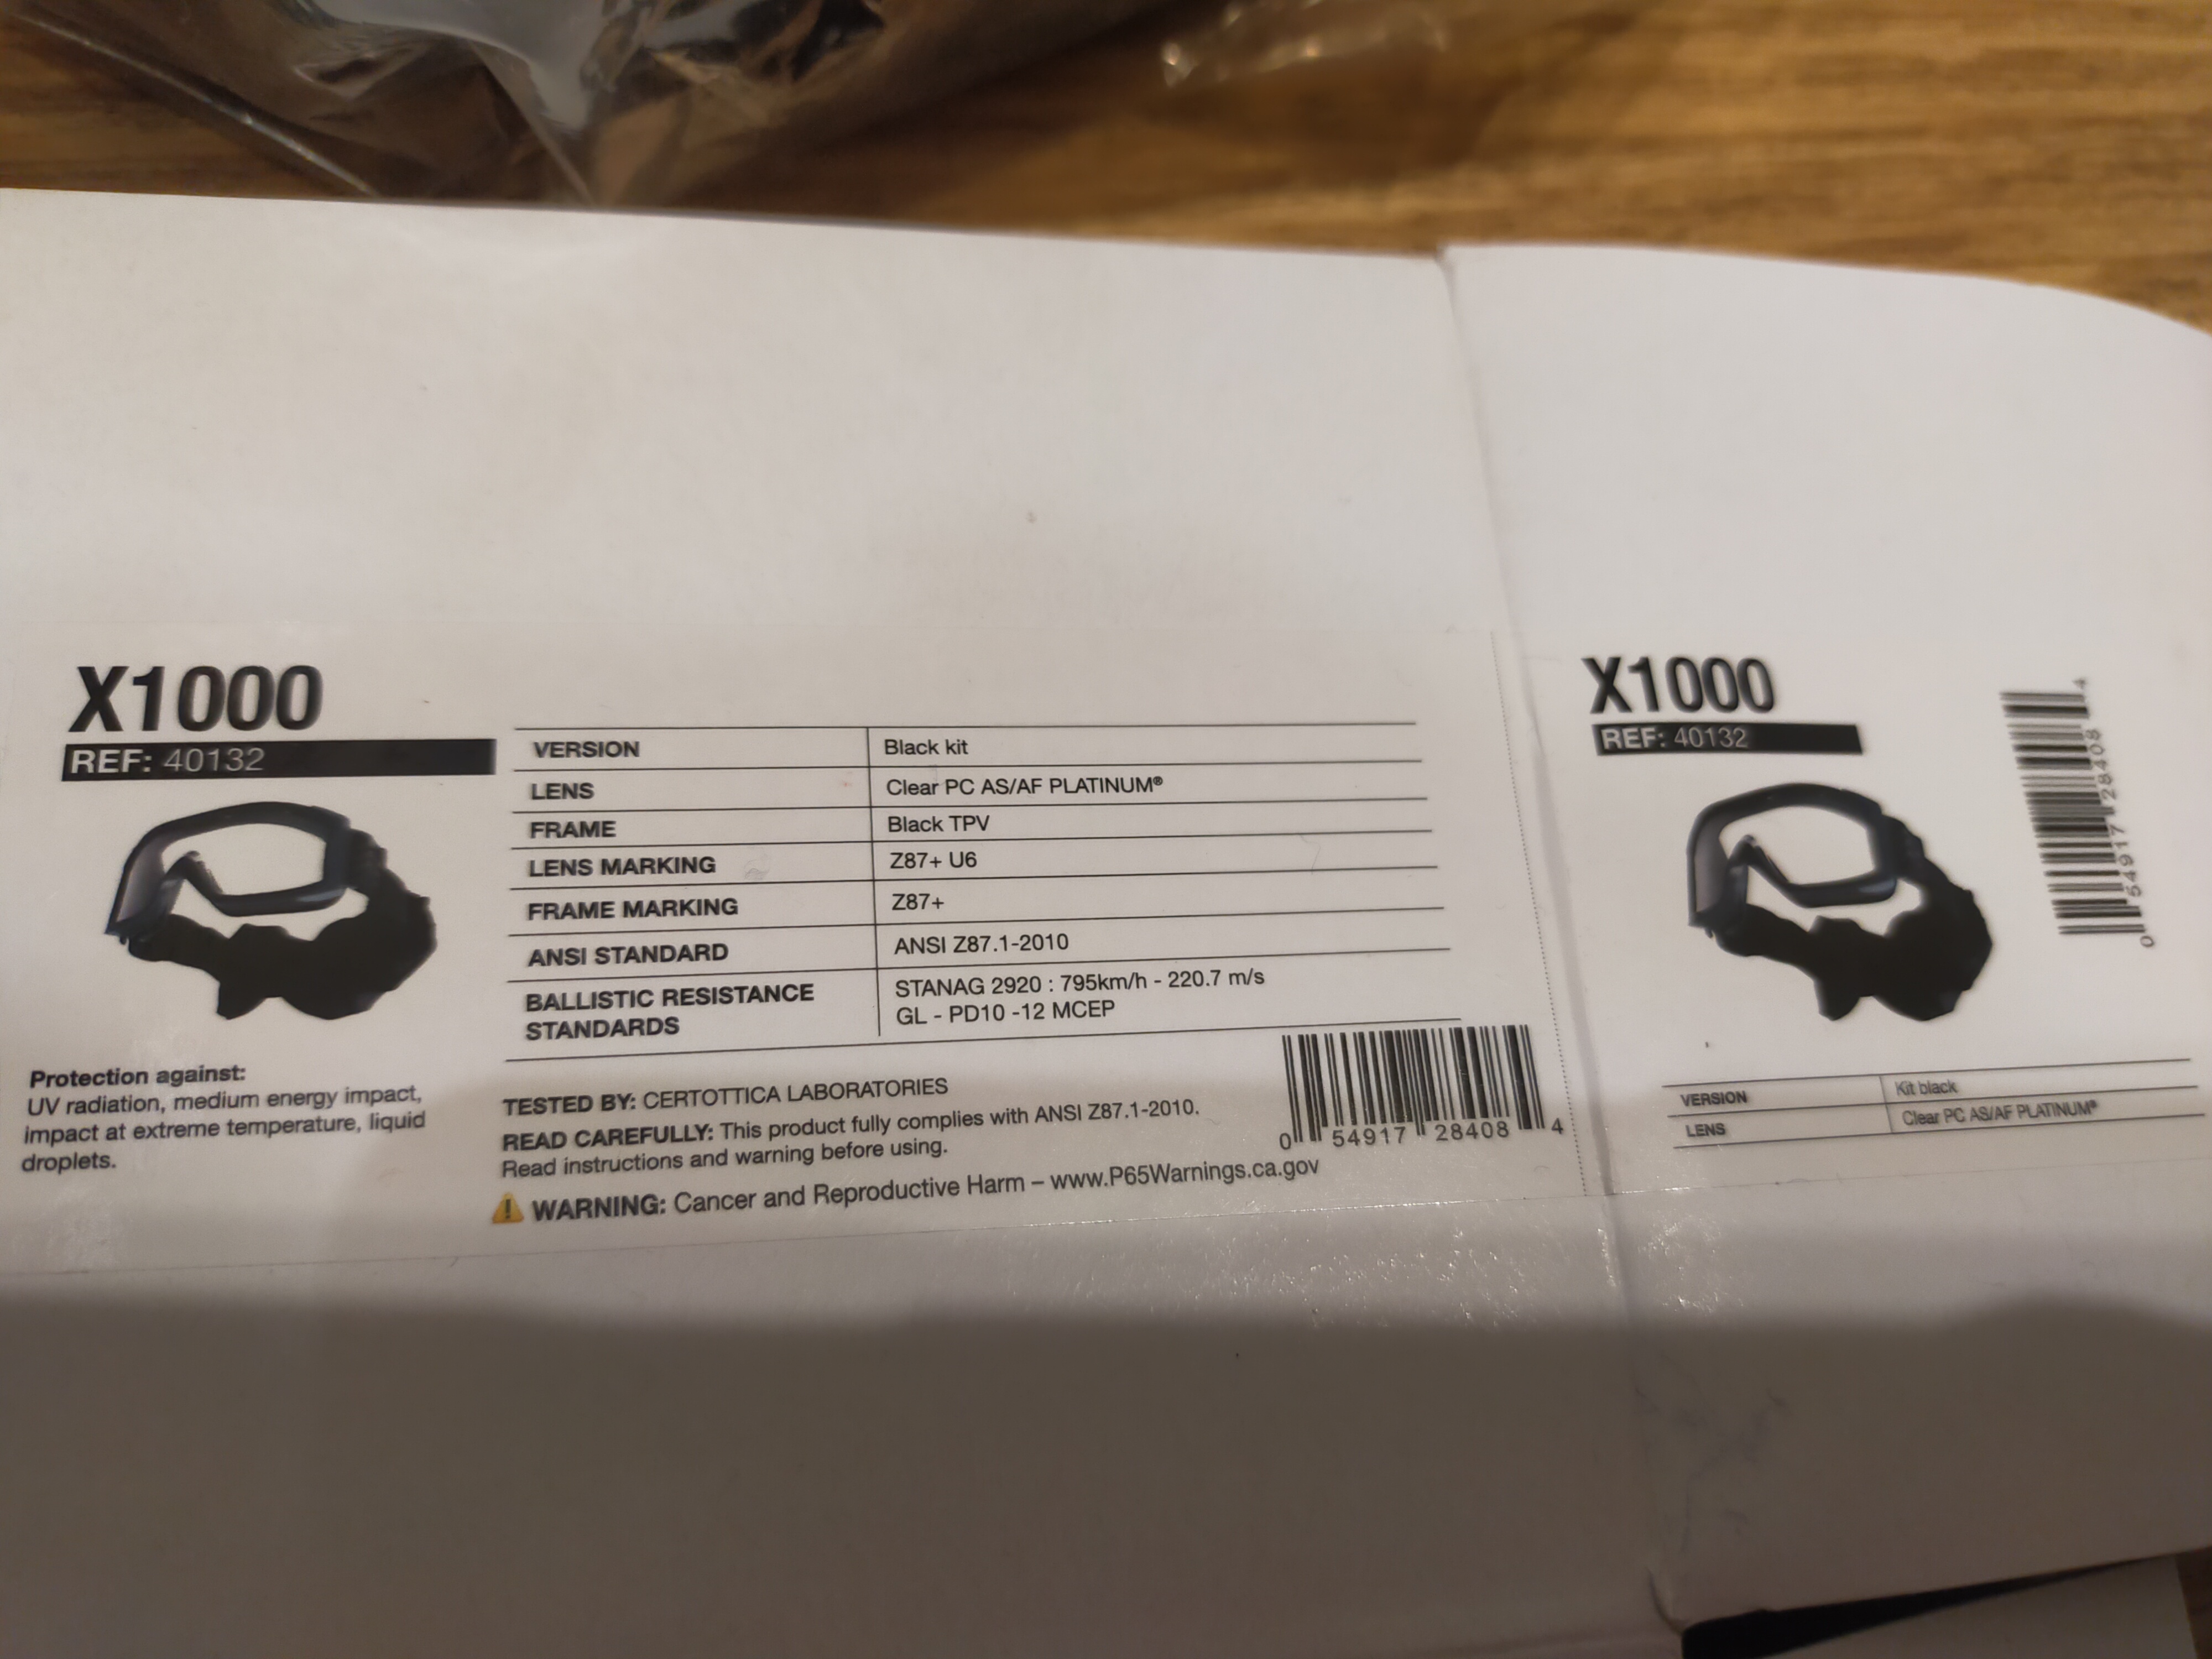 X1000
REF: 40132
Protection against:
UV radiation, medium energy impact,
impact at extreme temperature, liquid
droplets.
VERSION Black kit
LENS Clear PC AS/AF PLATINUM®
FRAME Black TPV
LENS MARKING Z87+ U6
FRAME MARKING Z87+
ANSI STANDARD ANSI Z87.1-2010
BALLISTIC RESISTANCE STANAG 2920 : 795km/h - 220.7 m/s
STANDARDS GL - PD10 -12 MCEP
TESTED BY: CERTOTTICA LABORATORIES
READ CAREFULLY: This product fully complies with ANSI Z87.1-2010.
Read instructions and warning before using.
WARNING: Cancer and Reproductive Harm – www.P65Warnings.ca.gov
0 54917 28408 4
X1000
REF: 40132
0 54917 28408 4
VERSION Kit black
LENS Clear PC AS/AF PLATINUM®